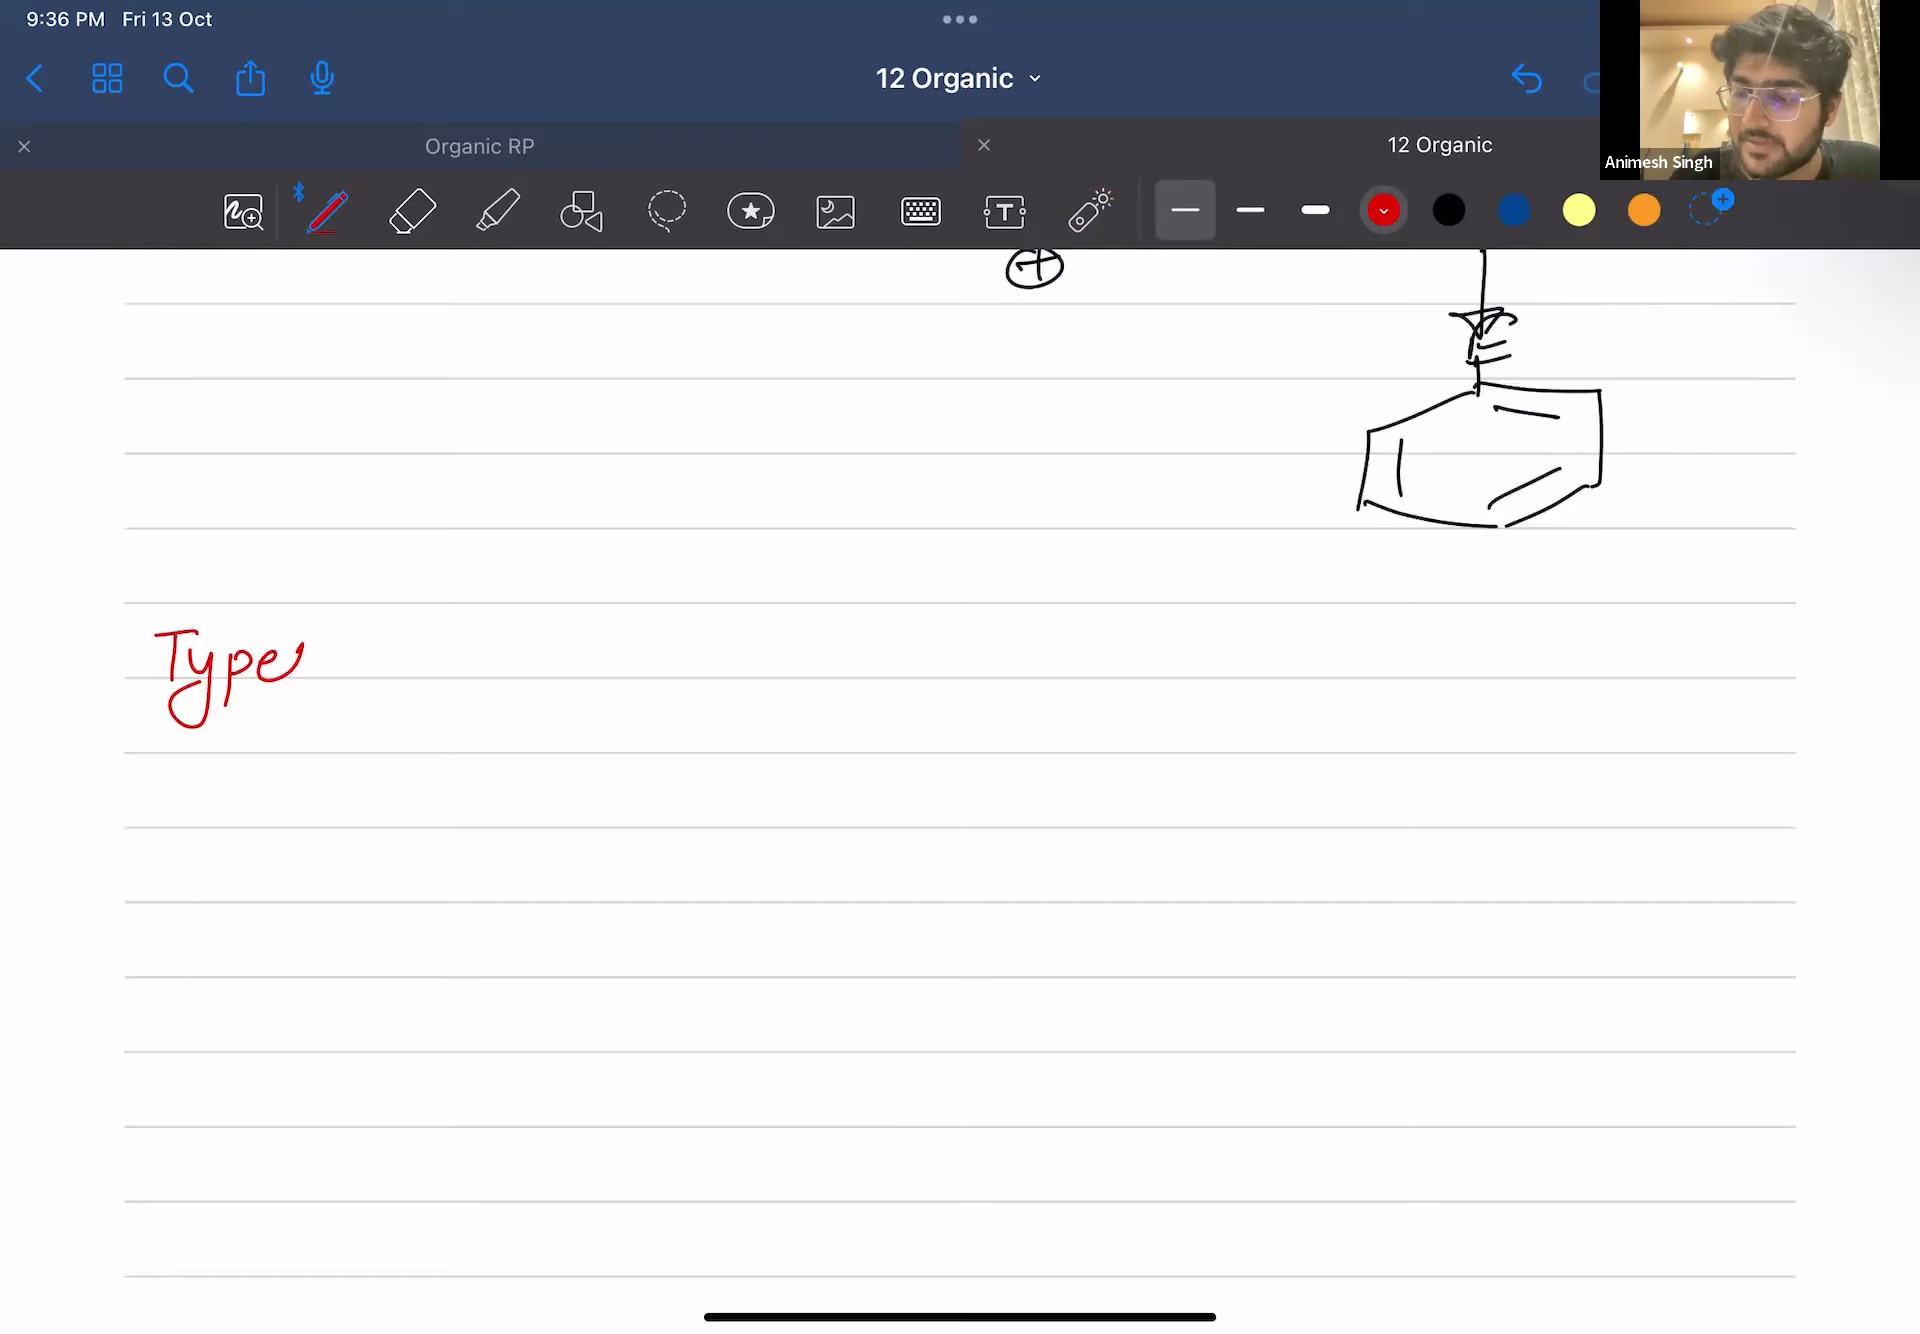 9:36 PM Fri 13 Oct
12 Organic
Organic RP
12 Organic
Animesh Singh
T
+
Type